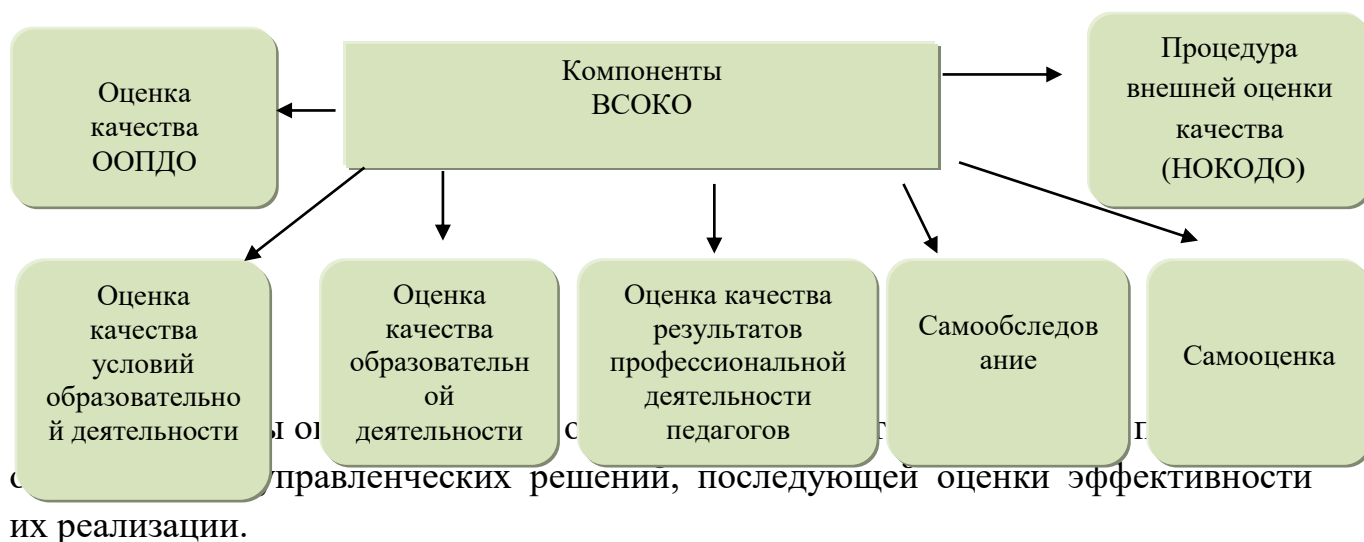 Компоненты
ВСОКО
Оценка
качества
ООПДО
Процедура
внешней оценки
качества
(НОКОДО)
Оценка
качества
условий
образовательно
й деятельности
Оценка
качества
образовательн
ой
деятельности
Оценка качества
результатов
профессиональной
деятельности
педагогов
Самообследов
ание
Самооценка
решений, последующей оценки эффективности
их реализации.